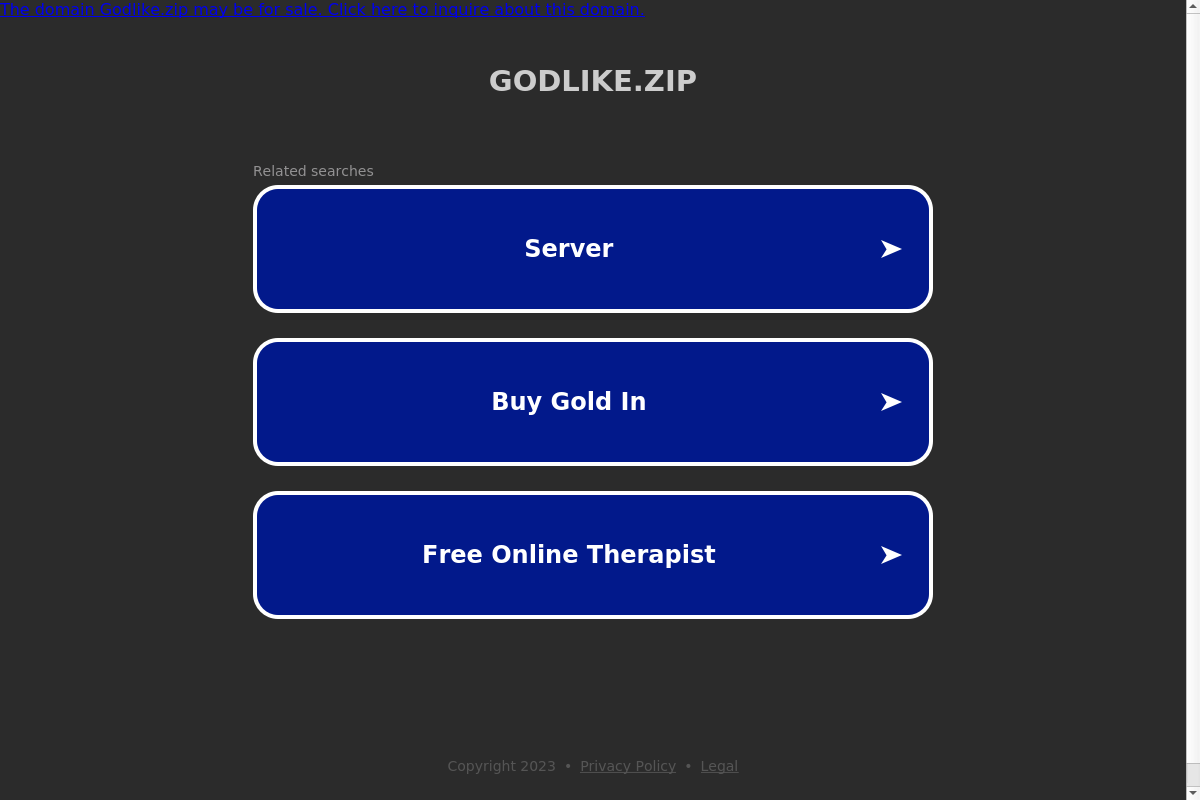 The domain Godlike.zip may be for sale. Click here to inquire about this domain.
GODLIKE.ZIP
Related searches
Server
Buy Gold In
Free Online Therapist
Copyright 2023 • Privacy Policy • Legal